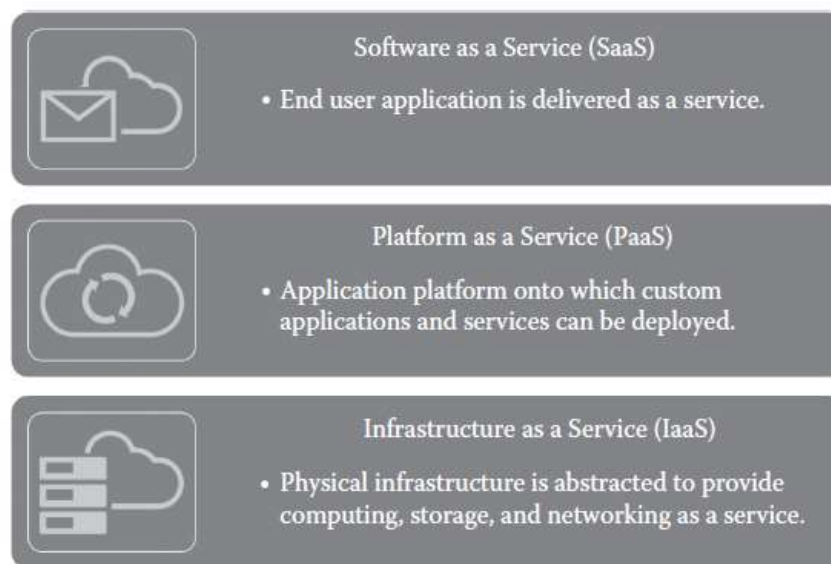 Software as a Service (SaaS)
• End user application is delivered as a service.
Platform as a Service (PaaS)
• Application platform onto which custom
applications and services can be deployed.
Infrastructure as a Service (IaaS)
• Physical infrastructure is abstracted to provide
computing, storage, and networking as a service.